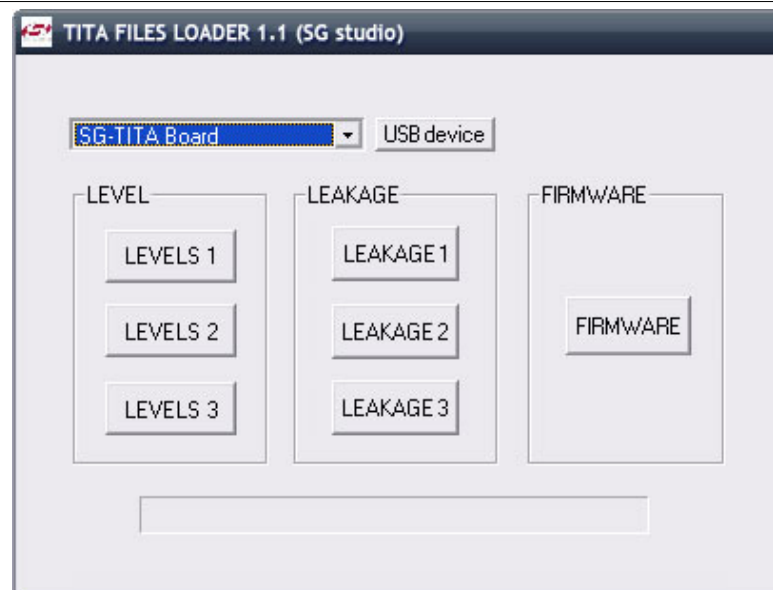 TITA FILES LOADER 1.1 (SG studio)
SG-TITA Board
USB device
LEVEL
LEVELS 1
LEVELS 2
LEVELS 3
LEAKAGE
LEAKAGE 1
LEAKAGE 2
LEAKAGE 3
FIRMWARE
FIRMWARE